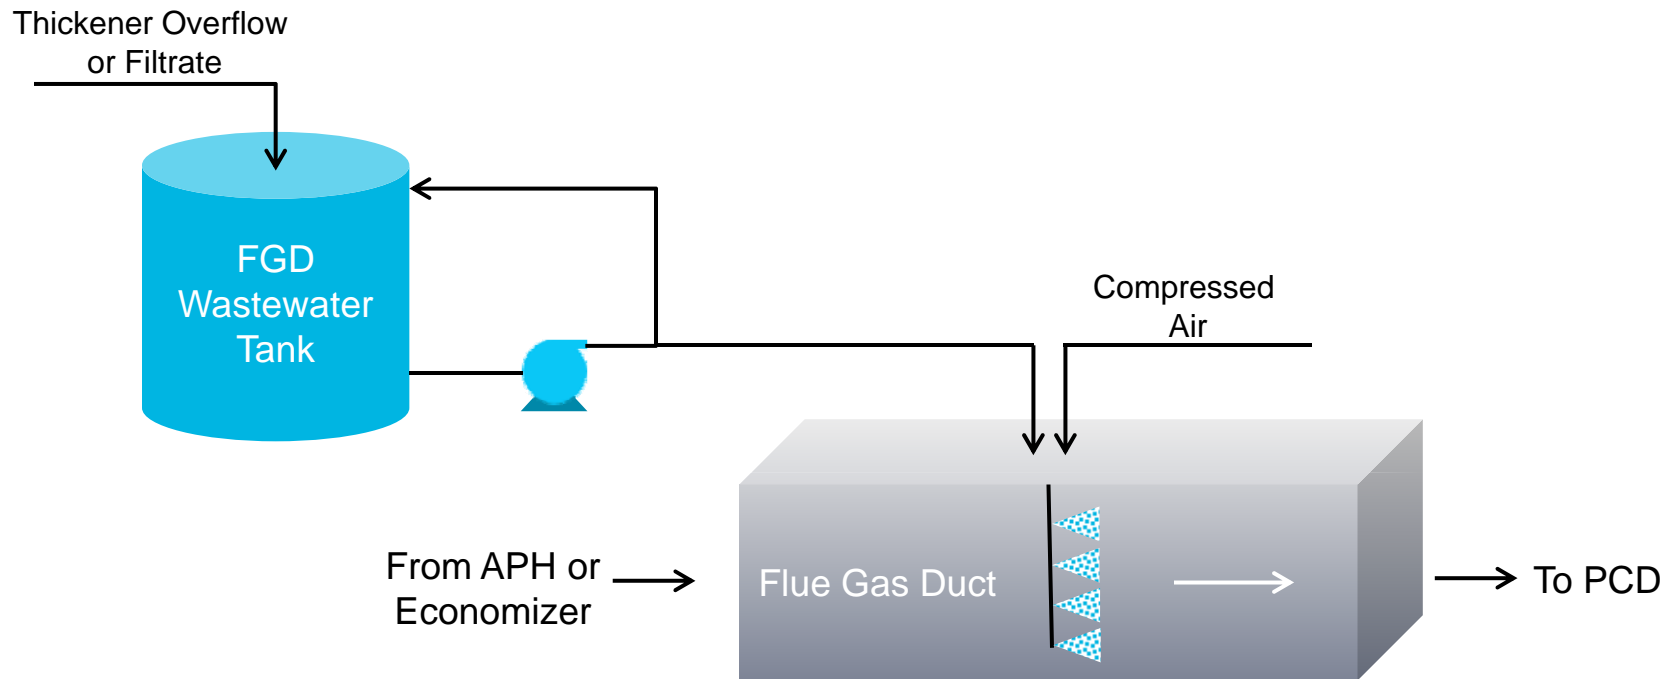 Thickener Overflow
or Filtrate
FGD
Wastewater
Tank
Compressed
Air
From APH or
Economizer
Flue Gas Duct
To PCD